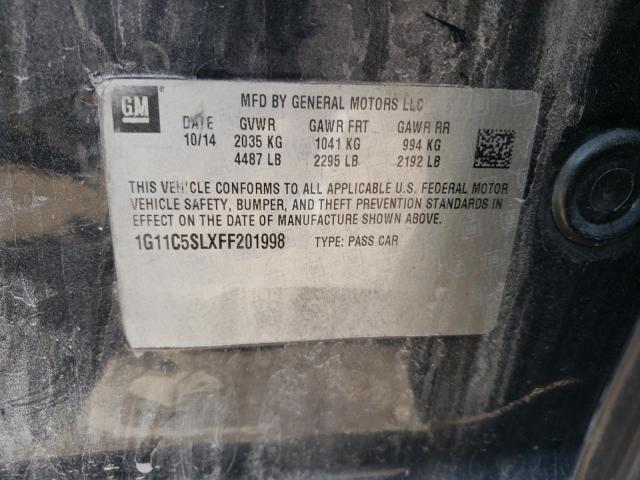 GM
MFD BY GENERAL MOTORS LLC
DATE GVWR GAWR FRT GAWR RR
10/14 2035 KG 1041 KG 994 KG
4487 LB 2295 LB 2192 LB
THIS VEHICLE CONFORMS TO ALL APPLICABLE U.S. FEDERAL MOTOR
VEHICLE SAFETY, BUMPER, AND THEFT PREVENTION STANDARDS IN
EFFECT ON THE DATE OF MANUFACTURE SHOWN ABOVE.
1G11C5SLXFF201998 TYPE: PASS CAR